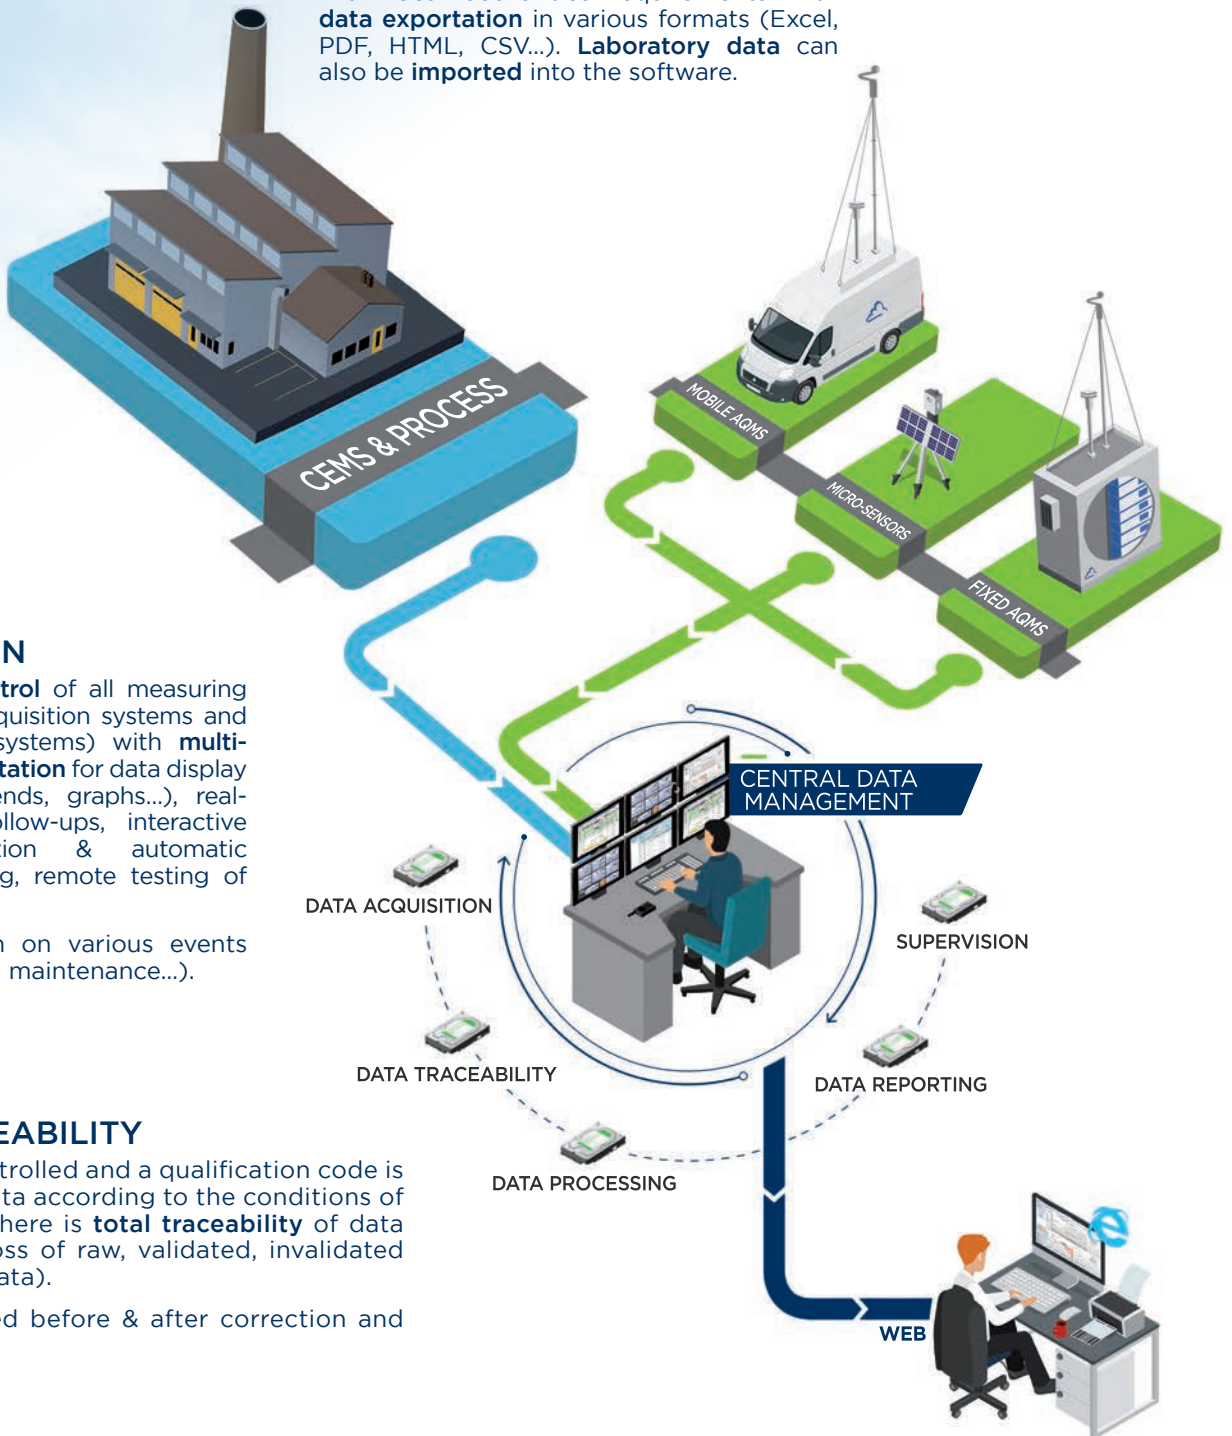 data exportation in various formats (Excel,
PDF, HTML, CSV...). Laboratory data can
also be imported into the software.
CEMS & PROCESS
MOBILE AQMS
MICRO-SENSORS
FIXED AQMS
N
trol of all measuring
quisition systems and
systems) with multi-
tation for data display
ends, graphs...), real-
ollow-ups, interactive
tion & automatic
g, remote testing of
n on various events
maintenance...).
CENTRAL DATA
MANAGEMENT
DATA ACQUISITION
SUPERVISION
DATA TRACEABILITY
DATA REPORTING
DATA PROCESSING
EABILITY
trolled and a qualification code is
ata according to the conditions of
here is total traceability of data
oss of raw, validated, invalidated
ata).
ed before & after correction and
WEB